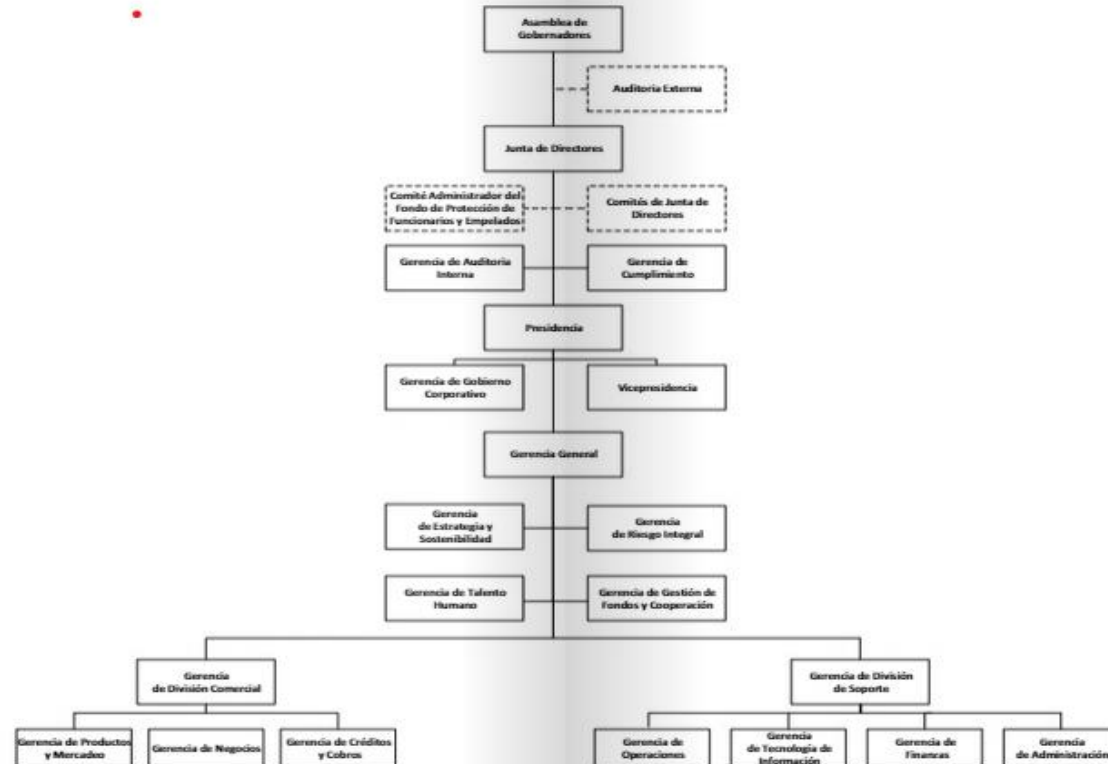 Asamblea de
Gobernadores
Auditoria Externa
Junta de Directores
Comité Administrador del
Fondo de Protección de
Funcionarios y Empelados
Comités de Junta de
Directores
Gerencia de Auditoria
Interna
Gerencia de
Cumplimiento
Presidencia
Gerencia de Gobierno
Corporativo
Vicepresidencia
Gerencia General
Gerencia
de Estrategia y
Sostenibilidad
Gerencia
de Riesgo Integral
Gerencia de Talento
Humano
Gerencia de Gestión de
Fondos y Cooperación
Gerencia
de División Comercial
Gerencia de División
de Soporte
Gerencia de Productos
y Mercadeo
Gerencia de Negocios
Gerencia de Créditos
y Cobros
Gerencia de
Operaciones
Gerencia
de Tecnología de
Información
Gerencia de
Finanzas
Gerencia
de Administración